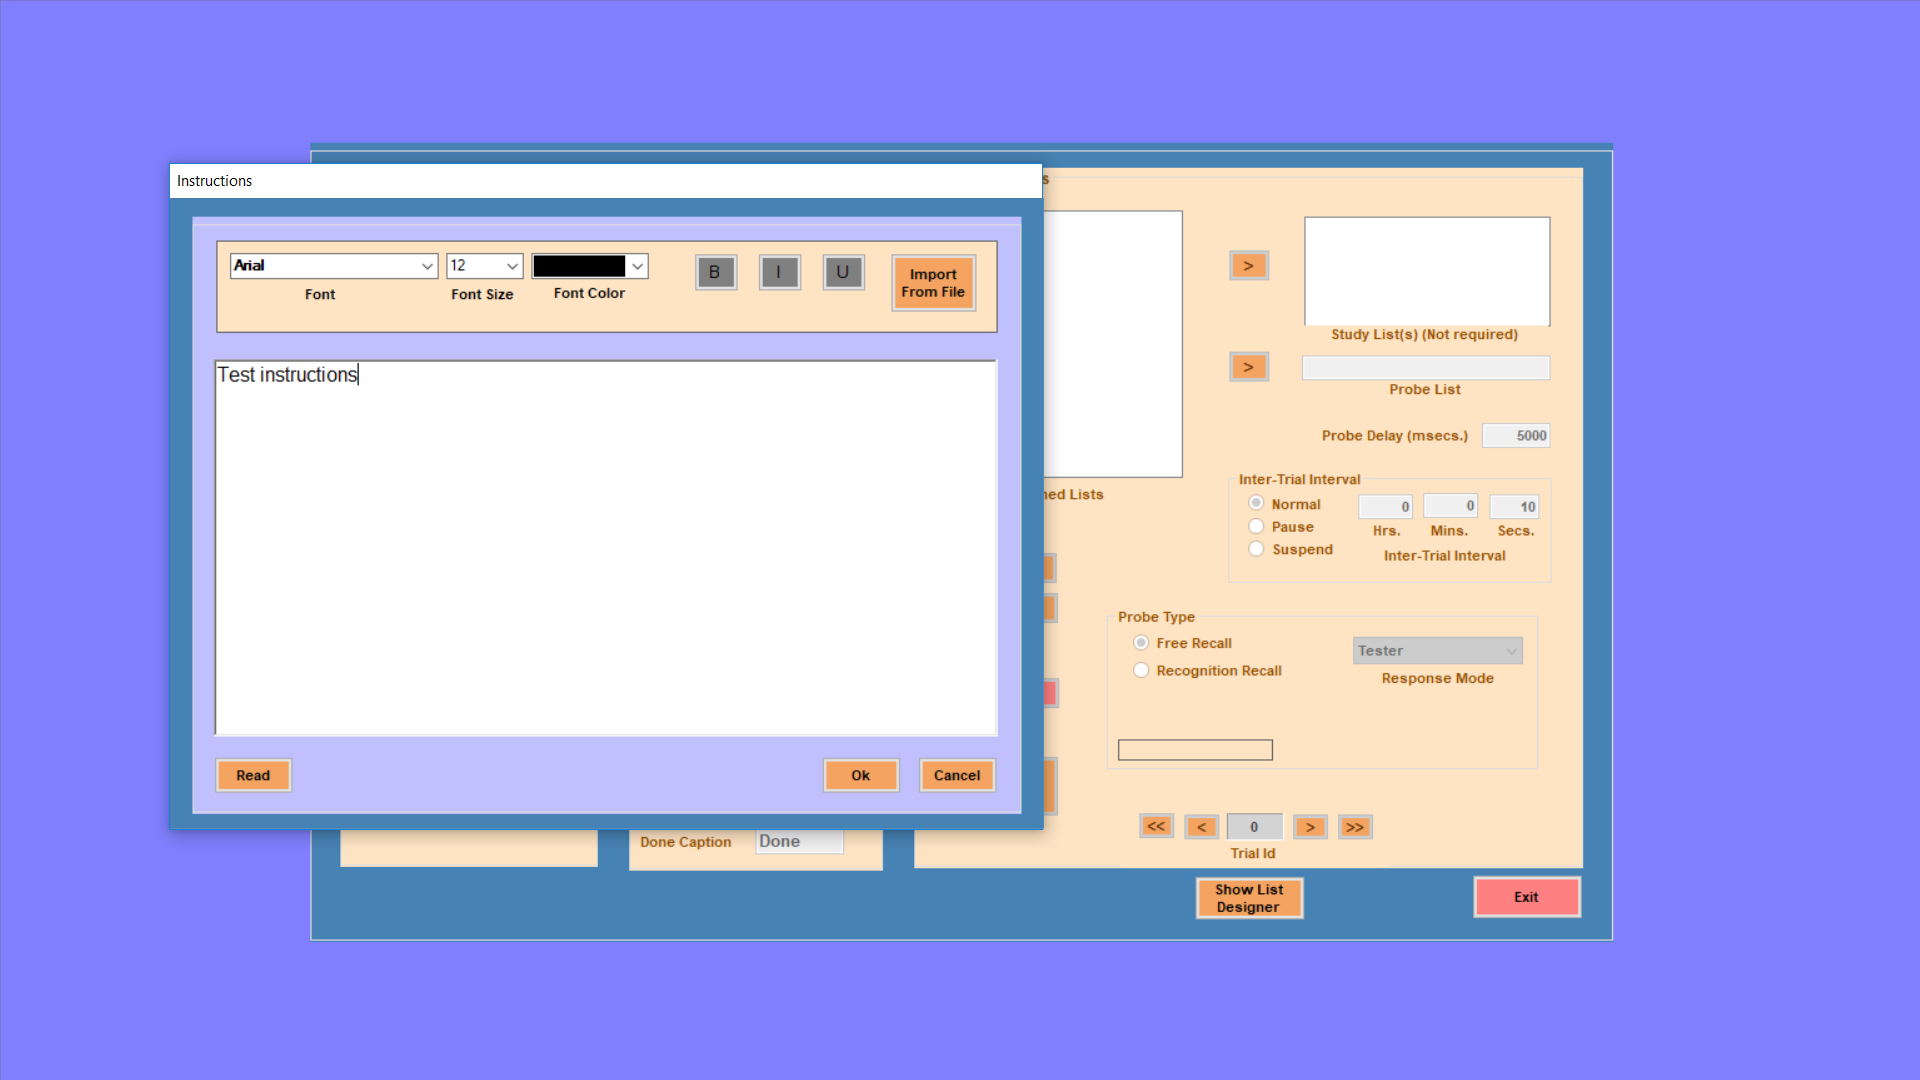 Instructions
Arial
12
Font
Font Size
Font Color
B
I
U
Import
From File
Test instructions
Read
Ok
Cancel
s
>
Study List(s) (Not required)
>
Probe List
Probe Delay (msecs.)
5000
ned Lists
Inter-Trial Interval
Normal
Pause
Suspend
0
0
10
Hrs.
Mins.
Secs.
Inter-Trial Interval
Probe Type
Free Recall
Recognition Recall
Tester
Response Mode
<<
<
0
>
>>
Trial Id
Done Caption
Done
Show List
Designer
Exit